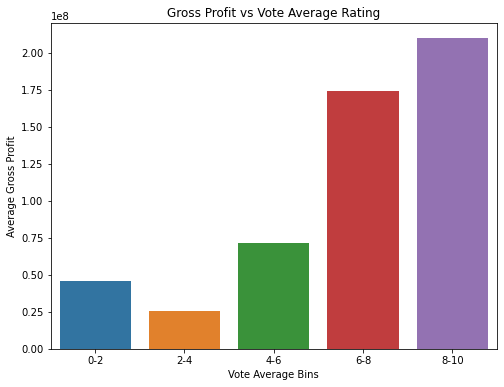 Gross Profit vs Vote Average Rating
1e8
2.00
1.75
1.50
1.25
1.00
0.75
0.50
0.25
0.00
Average Gross Profit
0-2 2-4 4-6 6-8 8-10
Vote Average Bins